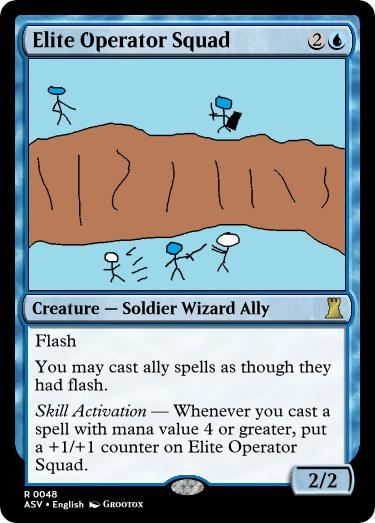 Elite Operator Squad 2
Creature — Soldier Wizard Ally
Flash
You may cast ally spells as though they
had flash.
Skill Activation — Whenever you cast a
spell with mana value 4 or greater, put
a +1/+1 counter on Elite Operator
Squad.
2/2
R 0048
ASV • English Grootox